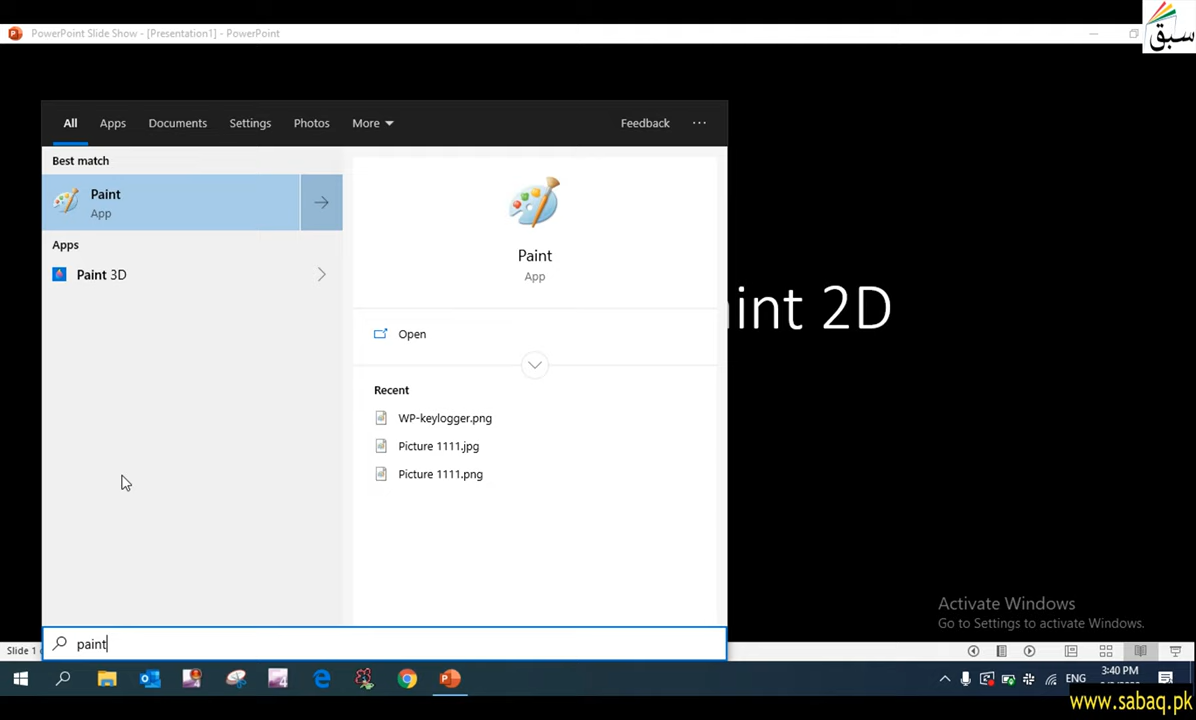 سبق
PowerPoint Slide Show - [Presentation1] - PowerPoint
All Apps Documents Settings Photos More Feedback ...
Best match
Paint
App
Apps
Paint 3D
Paint
App
Open
Recent
WP-keylogger.png
Picture 1111.jpg
Picture 1111.png
int 2D
Activate Windows
Go to Settings to activate Windows.
paint
Slide 1
ENG
3:40 PM
www.sabaq.pk